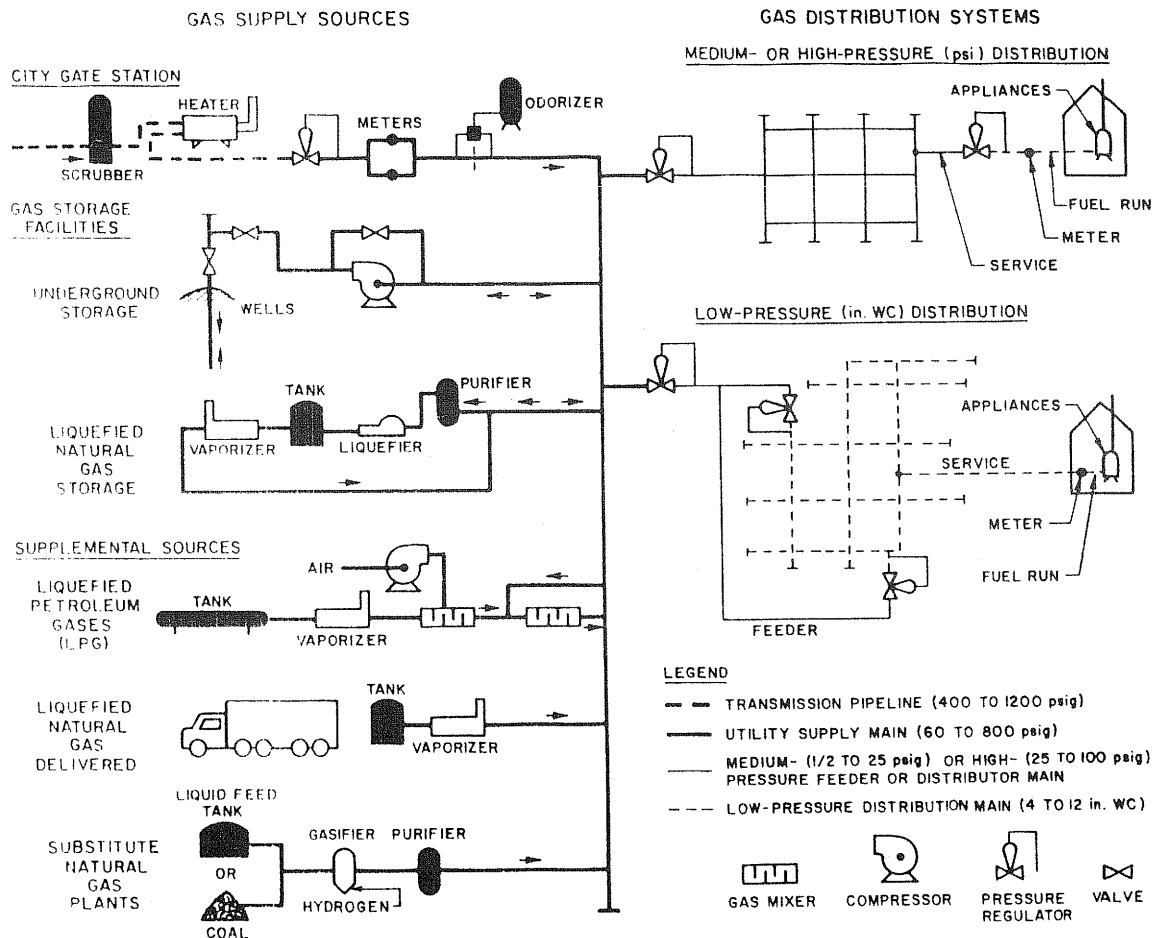 GAS SUPPLY SOURCES
CITY GATE STATION
HEATER
SCRUBBER
METERS
ODORIZER
GAS STORAGE
FACILITIES
UNDERGROUND
STORAGE
WELLS
LIQUEFIED
NATURAL
GAS
STORAGE
VAPORIZER
TANK
LIQUEFIER
PURIFIER
SUPPLEMENTAL SOURCES
LIQUEFIED
PETROLEUM
GASES
(LPG)
TANK
AIR
VAPORIZER
LIQUEFIED
NATURAL
GAS
DELIVERED
TANK
VAPORIZER
SUBSTITUTE
NATURAL
GAS
PLANTS
LIQUID FEED
TANK
OR
COAL
GASIFIER
HYDROGEN
PURIFIER
GAS DISTRIBUTION SYSTEMS
MEDIUM- OR HIGH-PRESSURE (psi) DISTRIBUTION
APPLIANCES
FUEL RUN
METER
SERVICE
LOW-PRESSURE (in. WC) DISTRIBUTION
APPLIANCES
SERVICE
METER
FUEL RUN
FEEDER
LEGEND
TRANSMISSION PIPELINE (400 TO 1200 psig)
UTILITY SUPPLY MAIN (60 TO 800 psig)
MEDIUM- (1/2 TO 25 psig) OR HIGH- (25 TO 100 psig)
PRESSURE FEEDER OR DISTRIBUTOR MAIN
LOW-PRESSURE DISTRIBUTION MAIN (4 TO 12 in. WC)
GAS MIXER
COMPRESSOR
PRESSURE
REGULATOR
VALVE